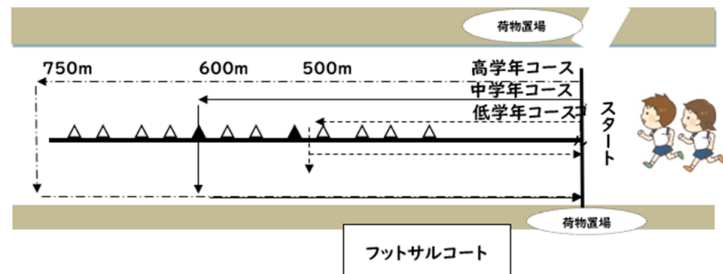 荷物置場
750m
600m
500m
高学年コース
中学年コース
低学年コース
スタート
荷物置場
フットサルコート